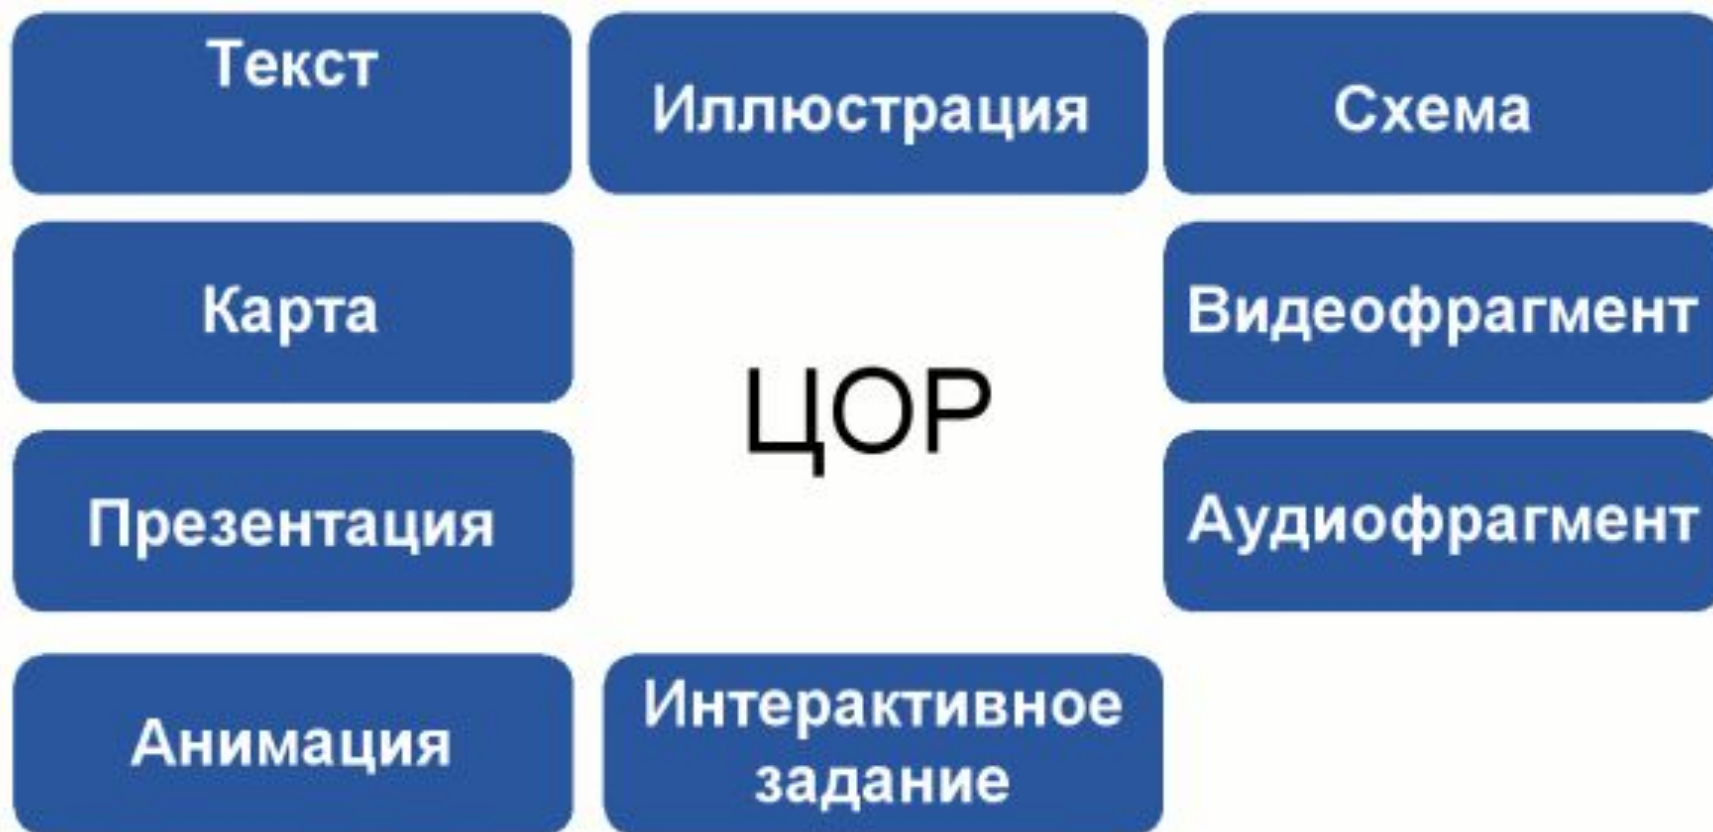 Текст
Иллюстрация
Схема
Карта
Видеофрагмент
ЦОР
Презентация
Аудиофрагмент
Анимация
Интерактивное
задание